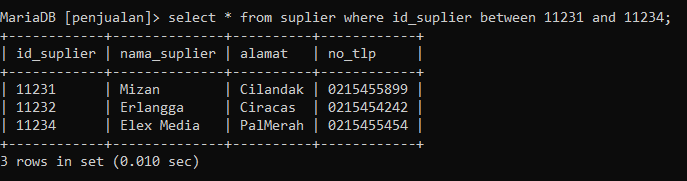 MariaDB [penjualan]> select * from suplier where id_suplier between 11231 and 11234;
+------------+--------------+----------+------------+
| id_suplier | nama_suplier | alamat   | no_tlp     |
+------------+--------------+----------+------------+
| 11231      | Mizan        | Cilandak | 0215455899 |
| 11232      | Erlangga     | Ciracas  | 0215454242 |
| 11234      | Elex Media   | PalMerah | 0215455454 |
+------------+--------------+----------+------------+
3 rows in set (0.010 sec)